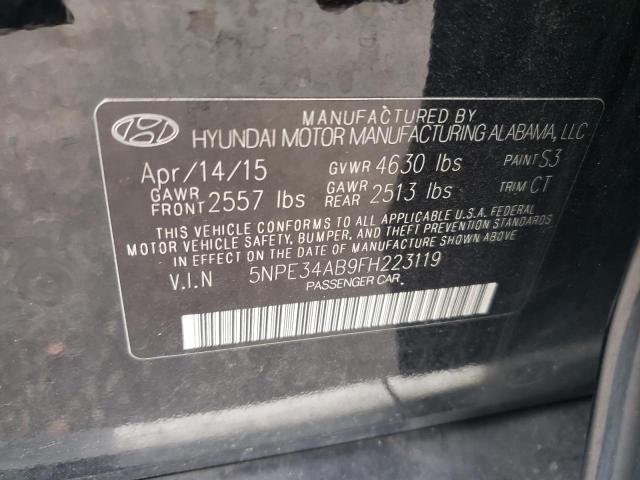 MANUFACTURED BY
HYUNDAI MOTOR MANUFACTURING ALABAMA, LLC
Apr/14/15 GVWR 4630 lbs PAINT S3
GAWR FRONT 2557 lbs GAWR REAR 2513 lbs TRIM CT
THIS VEHICLE CONFORMS TO ALL APPLICABLE U.S.A. FEDERAL
MOTOR VEHICLE SAFETY, BUMPER, AND THEFT PREVENTION STANDARDS
IN EFFECT ON THE DATE OF MANUFACTURE SHOWN ABOVE.
V.I.N 5NPE34AB9FH223119
PASSENGER CAR